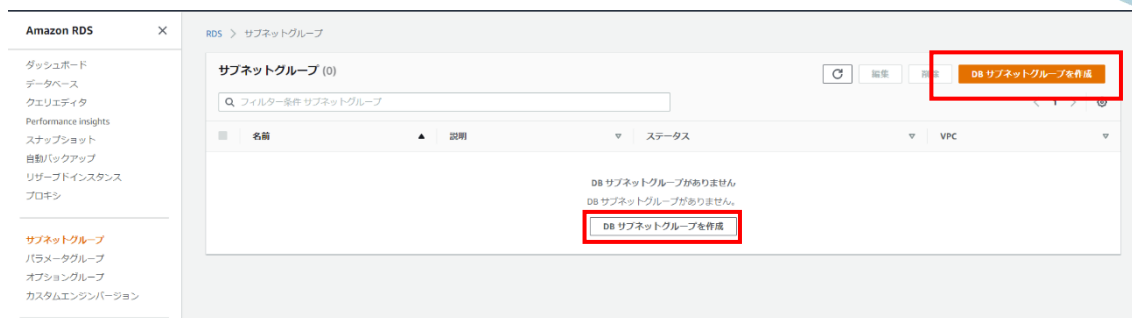 Amazon RDS
ダッシュボード
データベース
クエリエディタ
Performance insights
スナップショット
自動バックアップ
リザーブドインスタンス
プロキシ
サブネットグループ
パラメータグループ
オプショングループ
カスタムエンジンバージョン
RDS > サブネットグループ
サブネットグループ (0)
編集
DB サブネットグループを作成
フィルター条件 サブネットグループ
1
名前 説明 ステータス VPC
DB サブネットグループがありません
DB サブネットグループがありません。
DB サブネットグループを作成